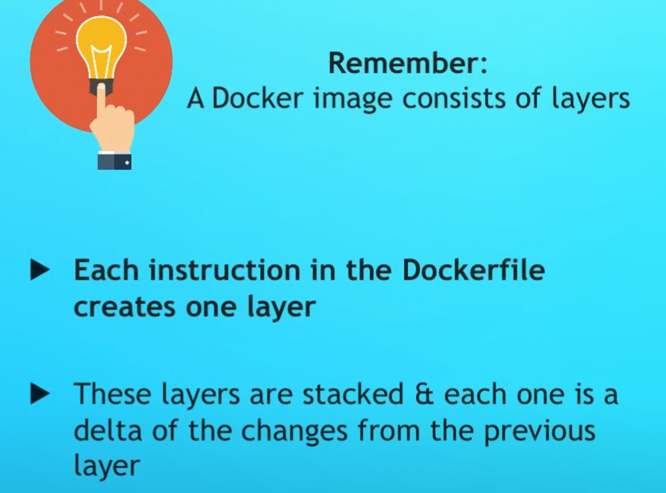 Remember:
A Docker image consists of layers
Each instruction in the Dockerfile
creates one layer
These layers are stacked & each one is a
delta of the changes from the previous
layer